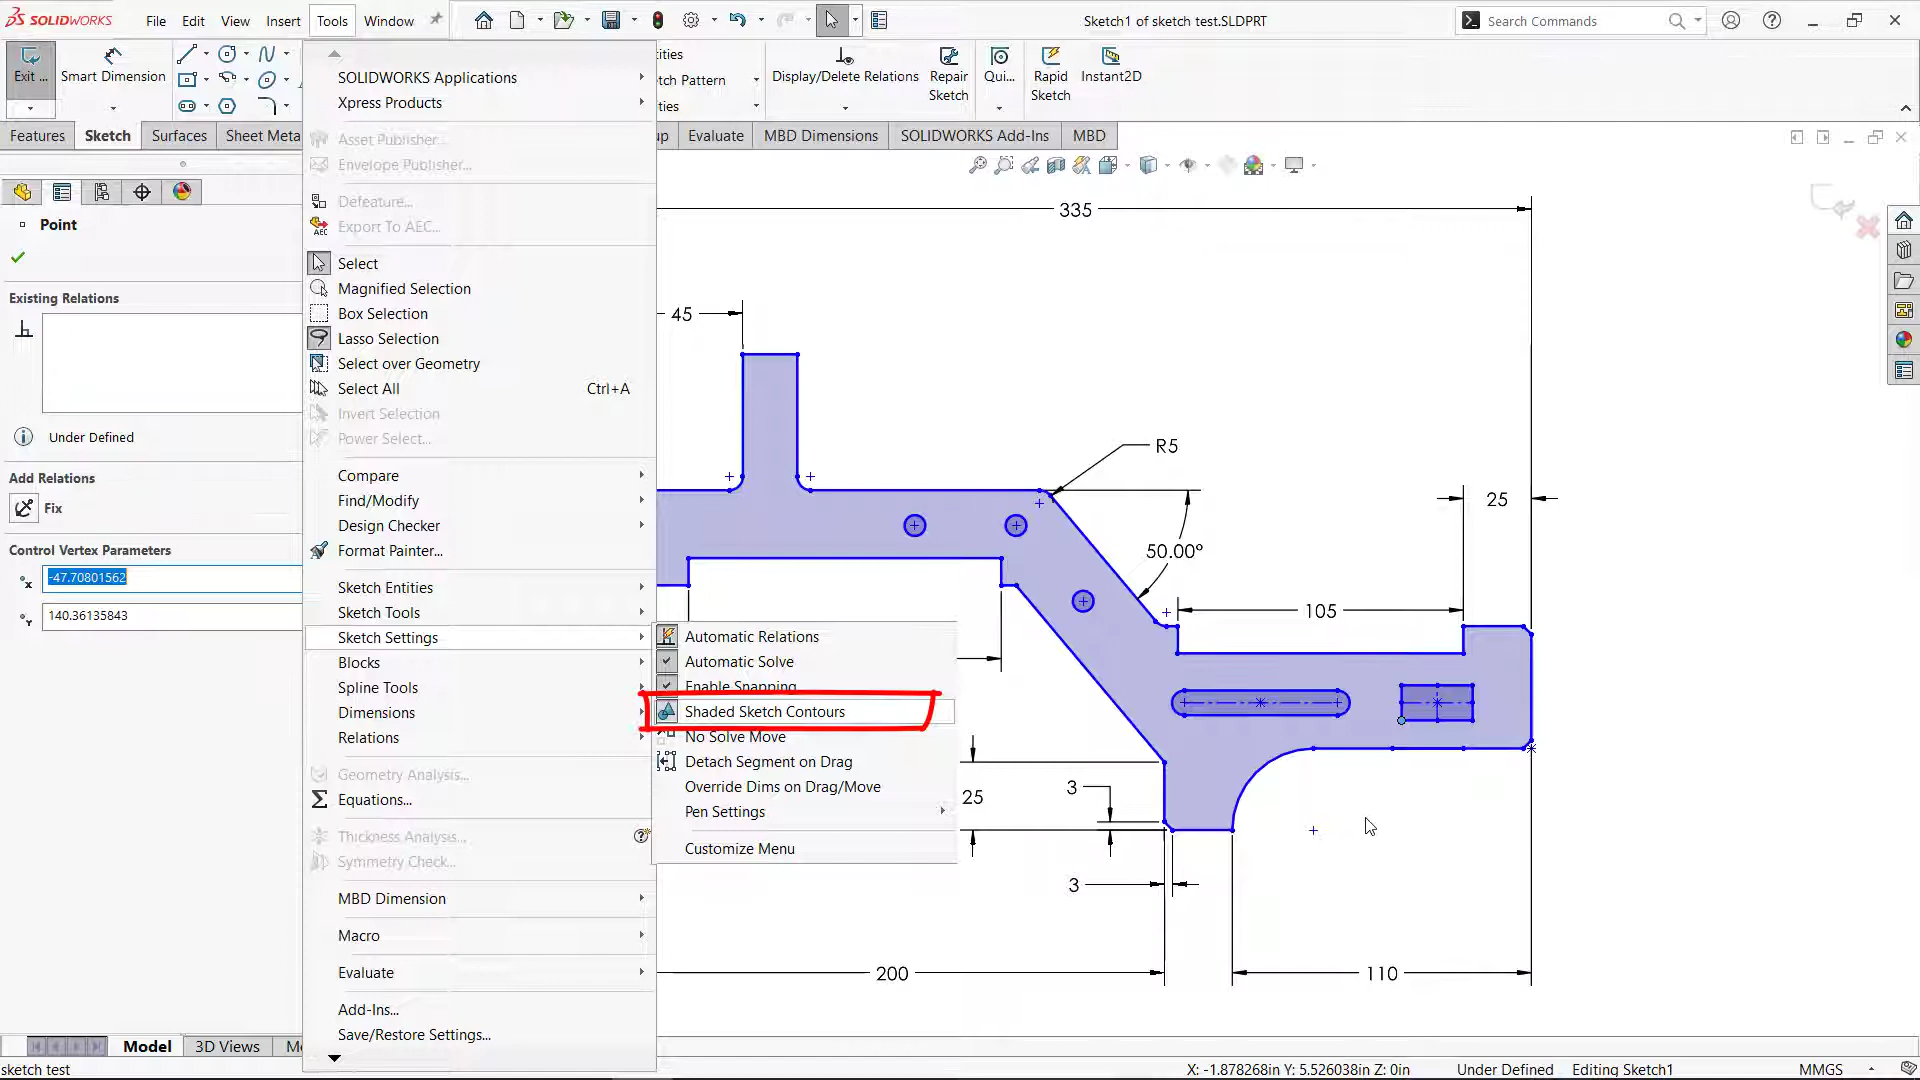 SOLIDWORKS
File Edit View Insert Tools Window
Sketch1 of sketch test.SLDPRT
Search Commands
Exit ...
Smart Dimension
tities
tch Pattern
ties
Display/Delete Relations
Repair
Sketch
Qui...
Rapid
Sketch
Instant2D
Features Sketch Surfaces Sheet Meta
up Evaluate MBD Dimensions SOLIDWORKS Add-Ins MBD
Point
Existing Relations
Under Defined
Add Relations
Fix
Control Vertex Parameters
x -47.70801562
Y 140.36135843
SOLIDWORKS Applications
Xpress Products
Asset Publisher...
Envelope Publisher...
Defeature...
AEC Export To AEC...
Select
Magnified Selection
Box Selection
Lasso Selection
Select over Geometry
Select All Ctrl+A
Invert Selection
Power Select...
Compare
Find/Modify
Design Checker
Format Painter...
Sketch Entities
Sketch Tools
Sketch Settings
Blocks
Spline Tools
Dimensions
Relations
Geometry Analysis...
Equations...
Thickness Analysis...
Symmetry Check...
MBD Dimension
Macro
Evaluate
Add-Ins...
Save/Restore Settings...
Automatic Relations
Automatic Solve
Enable Snapping
Shaded Sketch Contours
No Solve Move
Detach Segment on Drag
Override Dims on Drag/Move
Pen Settings
Customize Menu
335
45
R5
25
50.00°
105
25
3
3
200
110
Model 3D Views Mo
sketch test
X: -1.878268in Y: 5.526038in Z: 0in Under Defined Editing Sketch1 MMGS